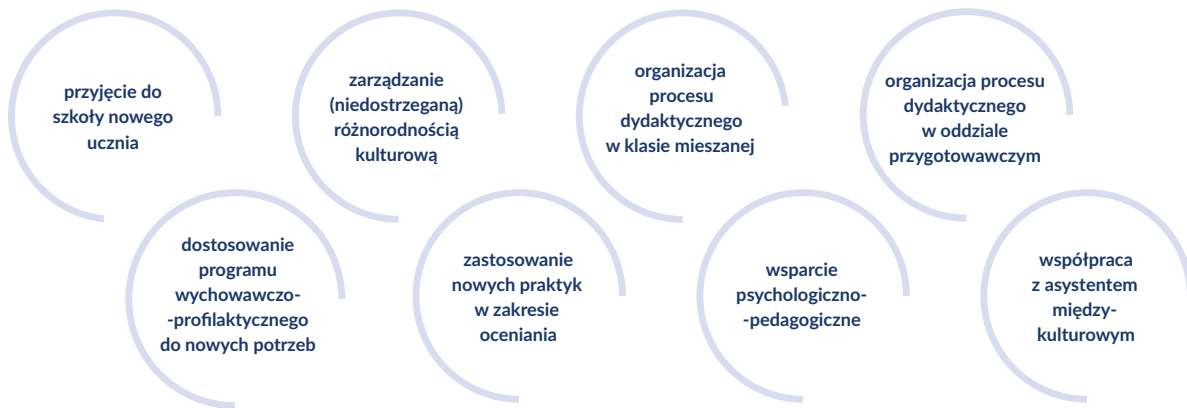 przyjęcie do
szkoły nowego
ucznia
zarządzanie
(niedostrzeganą)
różnorodnością
kulturową
organizacja
procesu
dydaktycznego
w klasie mieszanej
organizacja procesu
dydaktycznego
w oddziale
przygotowawczym
dostosowanie
programu
wychowawczo-
-profilaktycznego
do nowych potrzeb
zastosowanie
nowych praktyk
w zakresie
oceniania
wsparcie
psychologiczno-
-pedagogiczne
współpraca
z asystentem
między-
kulturowym